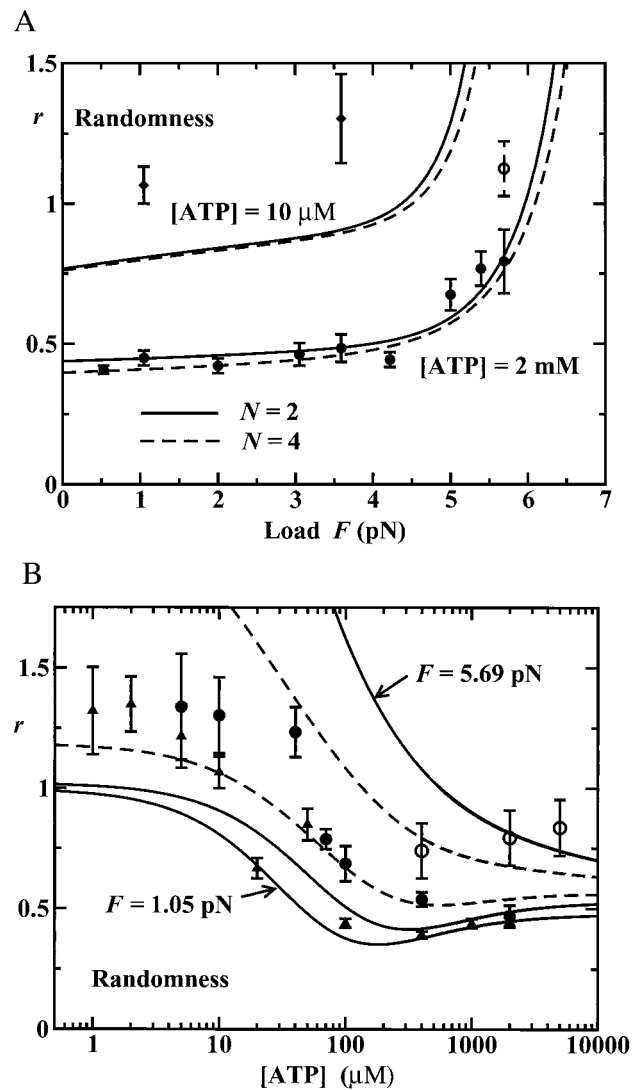 A
1.5
r
Randomness
1
[ATP] = 10 μM
0.5
[ATP] = 2 mM
N = 2
N = 4
0
0 1 2 3 4 5 6 7
Load F (pN)
B
1.5
F = 5.69 pN
r
1
0.5
F = 1.05 pN
Randomness
0
1 10 100 1000 10000
[ATP] (μM)